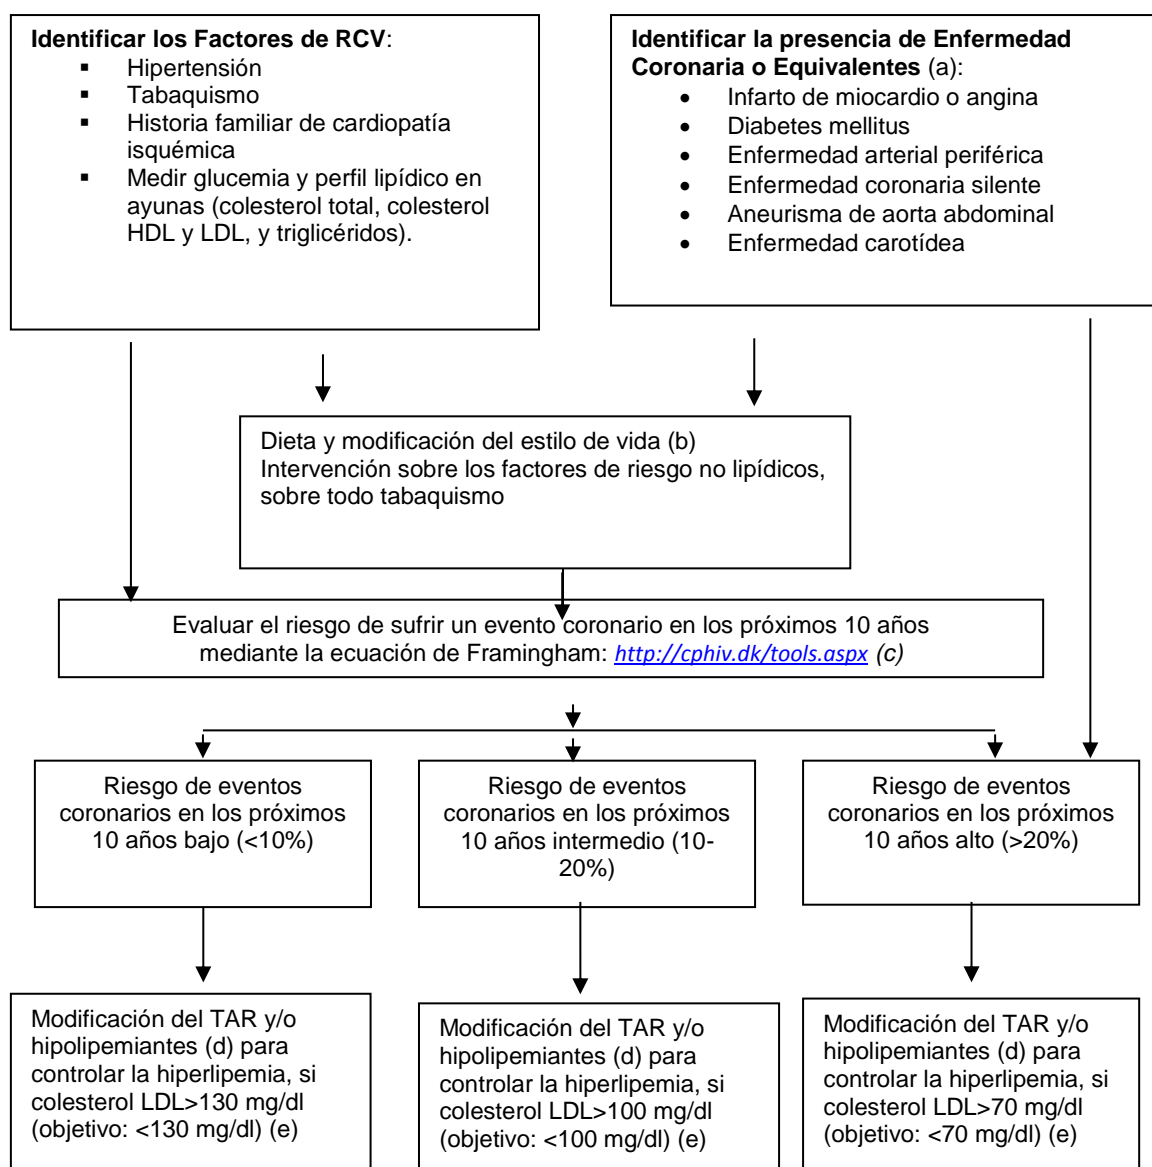 Identificar los Factores de RCV:
▪ Hipertensión
▪ Tabaquismo
▪ Historia familiar de cardiopatía
isquémica
▪ Medir glucemia y perfil lipídico en
ayunas (colesterol total, colesterol
HDL y LDL, y triglicéridos).
Identificar la presencia de Enfermedad
Coronaria o Equivalentes (a):
• Infarto de miocardio o angina
• Diabetes mellitus
• Enfermedad arterial periférica
• Enfermedad coronaria silente
• Aneurisma de aorta abdominal
• Enfermedad carotídea
Dieta y modificación del estilo de vida (b)
Intervención sobre los factores de riesgo no lipídicos,
sobre todo tabaquismo
Evaluar el riesgo de sufrir un evento coronario en los próximos 10 años
mediante la ecuación de Framingham: http://cphiv.dk/tools.aspx (c)
Riesgo de eventos
coronarios en los próximos
10 años bajo (<10%)
Riesgo de eventos
coronarios en los próximos
10 años intermedio (10-
20%)
Riesgo de eventos
coronarios en los próximos
10 años alto (>20%)
Modificación del TAR y/o
hipolipemiantes (d) para
controlar la hiperlipemia, si
colesterol LDL>130 mg/dl
(objetivo: <130 mg/dl) (e)
Modificación del TAR y/o
hipolipemiantes (d) para
controlar la hiperlipemia, si
colesterol LDL>100 mg/dl
(objetivo: <100 mg/dl) (e)
Modificación del TAR y/o
hipolipemiantes (d) para
controlar la hiperlipemia, si
colesterol LDL>70 mg/dl
(objetivo: <70 mg/dl) (e)